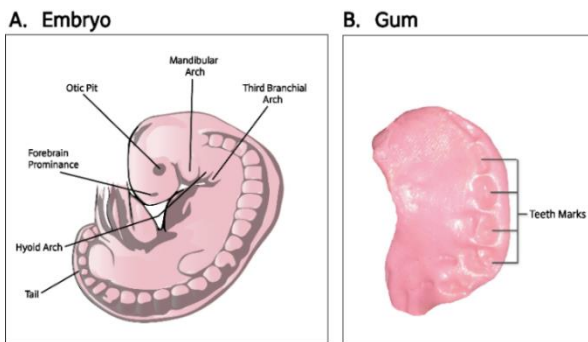 A. Embryo
Mandibular
Arch
Otic Pit
Third Branchial
Arch
Forebrain
Prominance
Hyoid Arch
Tail
B. Gum
Teeth Marks